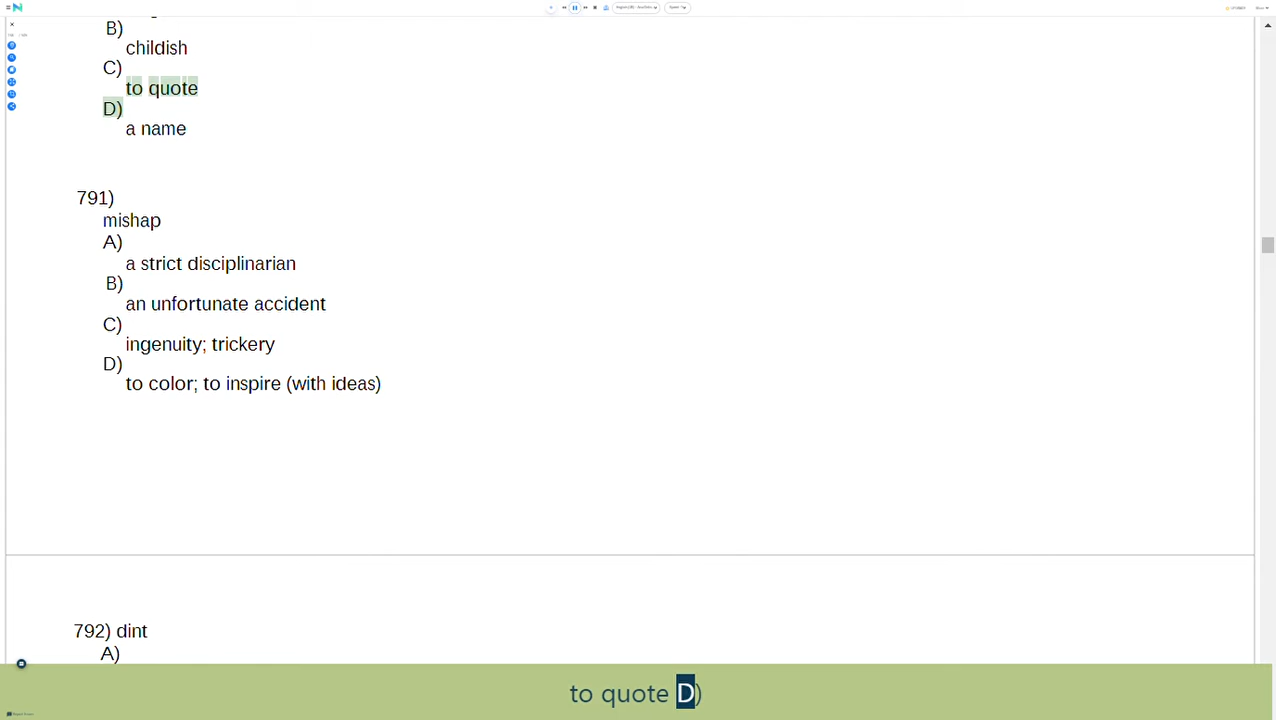 B)
childish
C)
to quote
D)
a name
791)
mishap
A)
a strict disciplinarian
B)
an unfortunate accident
C)
ingenuity; trickery
D)
to color; to inspire (with ideas)
792) dint
A)
to quote D)